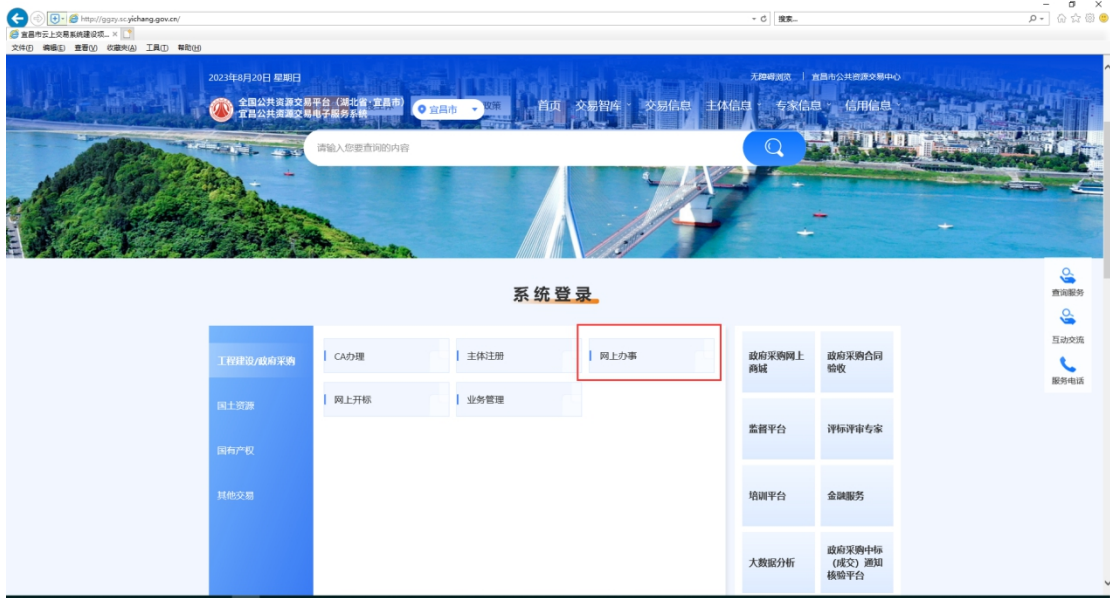 http://ggzy.sc.yichang.gov.cn/
搜索...
宜昌市云上交易系统建设项...
文件(F) 编辑(E) 查看(V) 收藏夹(A) 工具(T) 帮助(H)
2023年8月20日 星期日
无障碍浏览 | 宜昌市公共资源交易中心
全国公共资源交易平台（湖北省·宜昌市）
宜昌公共资源交易电子服务系统
宜昌市
首页 交易智库 交易信息 主体信息 专家信息 信用信息
请输入您要查询的内容
系统登录
查询服务
互动交流
服务电话
工程建设/政府采购
国土资源
国有产权
其他交易
CA办理 主体注册 网上办事
网上开标 业务管理
政府采购网上商城
政府采购合同验收
监督平台
评标评审专家
培训平台
金融服务
大数据分析
政府采购中标
（成交）通知
核验平台